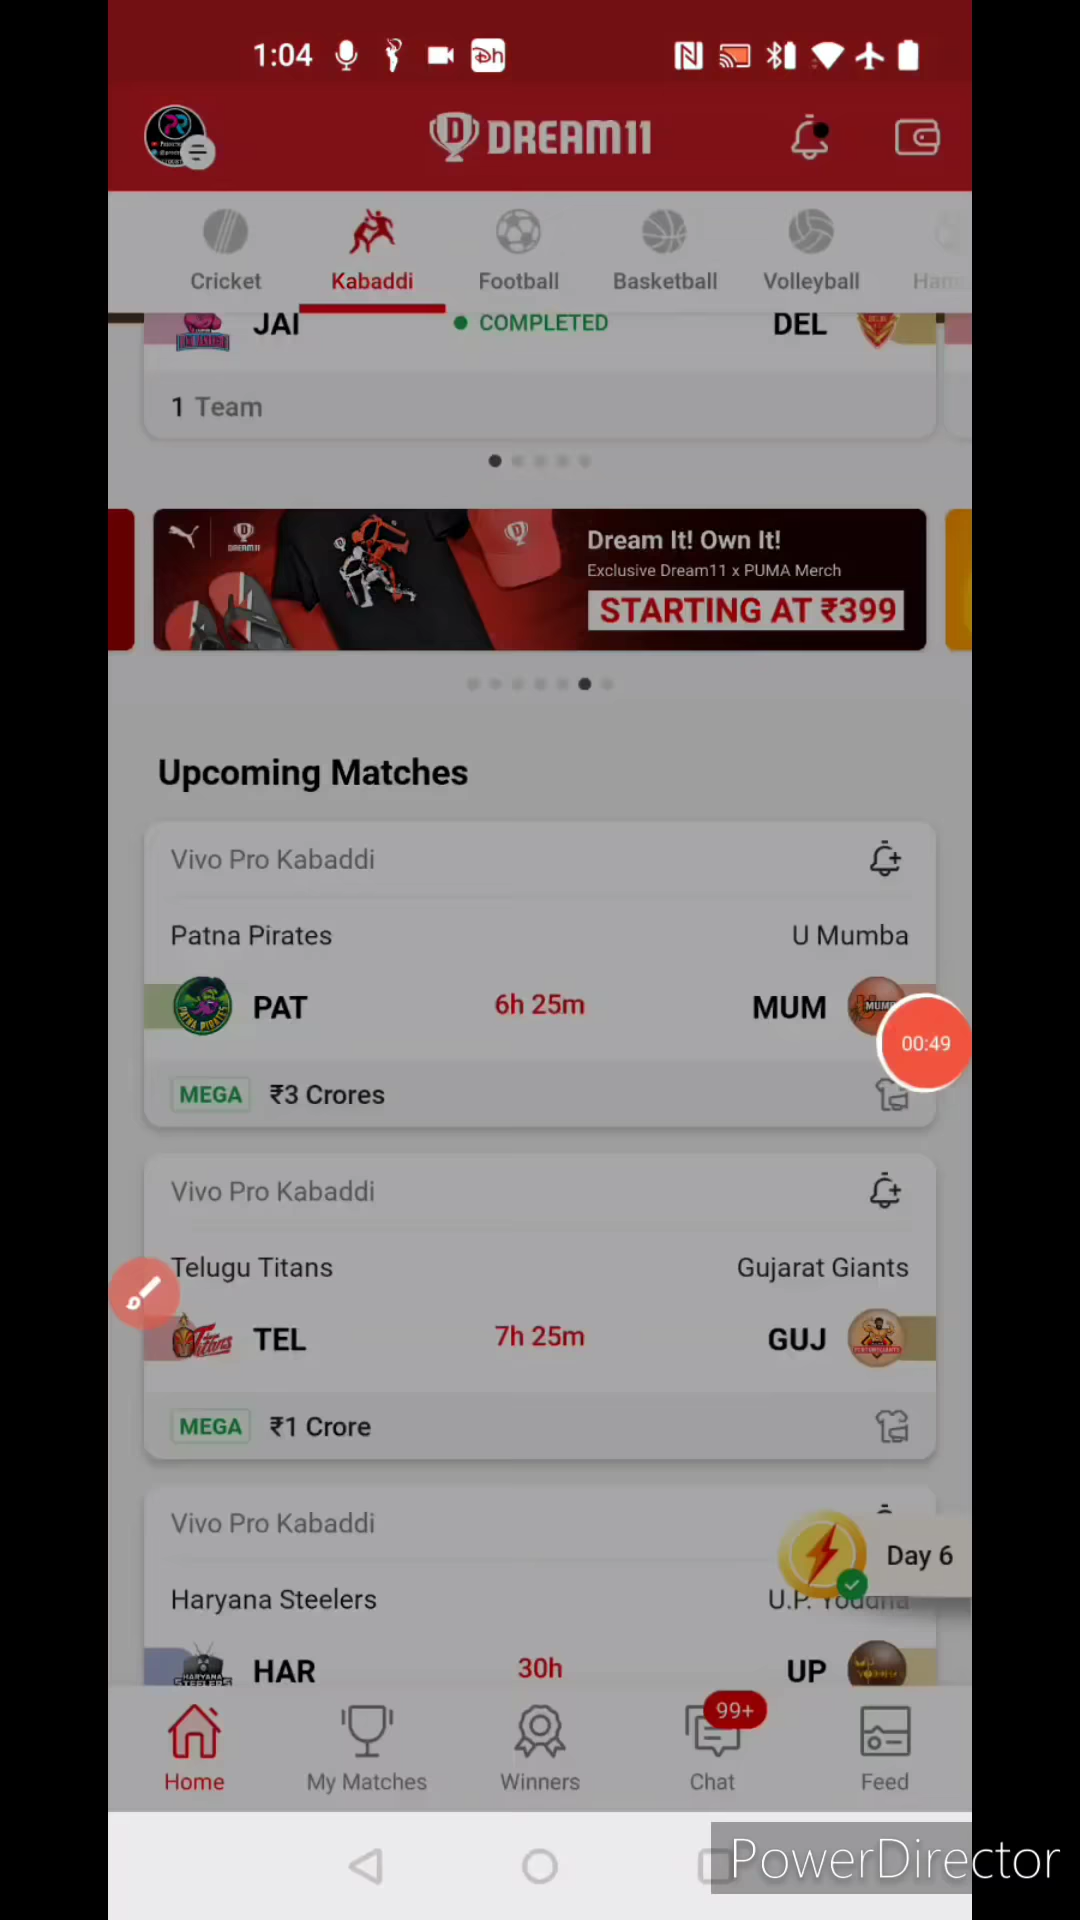 1:04
DREAM11
Cricket
Kabaddi
Football
Basketball
Volleyball
JAI
COMPLETED
DEL
1 Team
DREAM11
Dream It! Own It!
Exclusive Dream11 x PUMA Merch
STARTING AT ₹399
Upcoming Matches
Vivo Pro Kabaddi
Patna Pirates
U Mumba
PAT
6h 25m
MUM
00:49
MEGA
₹3 Crores
Vivo Pro Kabaddi
Telugu Titans
Gujarat Giants
TEL
7h 25m
GUJ
MEGA
₹1 Crore
Vivo Pro Kabaddi
Day 6
Haryana Steelers
U.P. Yoddha
HAR
30h
UP
99+
Home
My Matches
Winners
Chat
Feed
PowerDirector